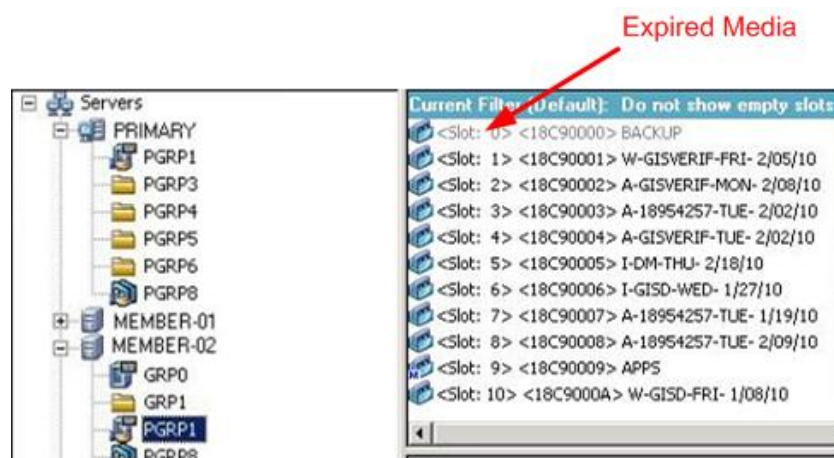 Expired Media
Servers
PRIMARY
PGRP1
PGRP3
PGRP4
PGRP5
PGRP6
PGRP8
MEMBER-01
MEMBER-02
GRP0
GRP1
PGRP1
PGRP8
Current Filter (Default): Do not show empty slots
<Slot: 0> <18C90000> BACKUP
<Slot: 1> <18C90001> W-GISVERIF-FRI- 2/05/10
<Slot: 2> <18C90002> A-GISVERIF-MON- 2/08/10
<Slot: 3> <18C90003> A-18954257-TUE- 2/02/10
<Slot: 4> <18C90004> A-GISVERIF-TUE- 2/02/10
<Slot: 5> <18C90005> I-DM-THU- 2/18/10
<Slot: 6> <18C90006> I-GISD-WED- 1/27/10
<Slot: 7> <18C90007> A-18954257-TUE- 1/19/10
<Slot: 8> <18C90008> A-18954257-TUE- 2/09/10
<Slot: 9> <18C90009> APPS
<Slot: 10> <18C9000A> W-GISD-FRI- 1/08/10